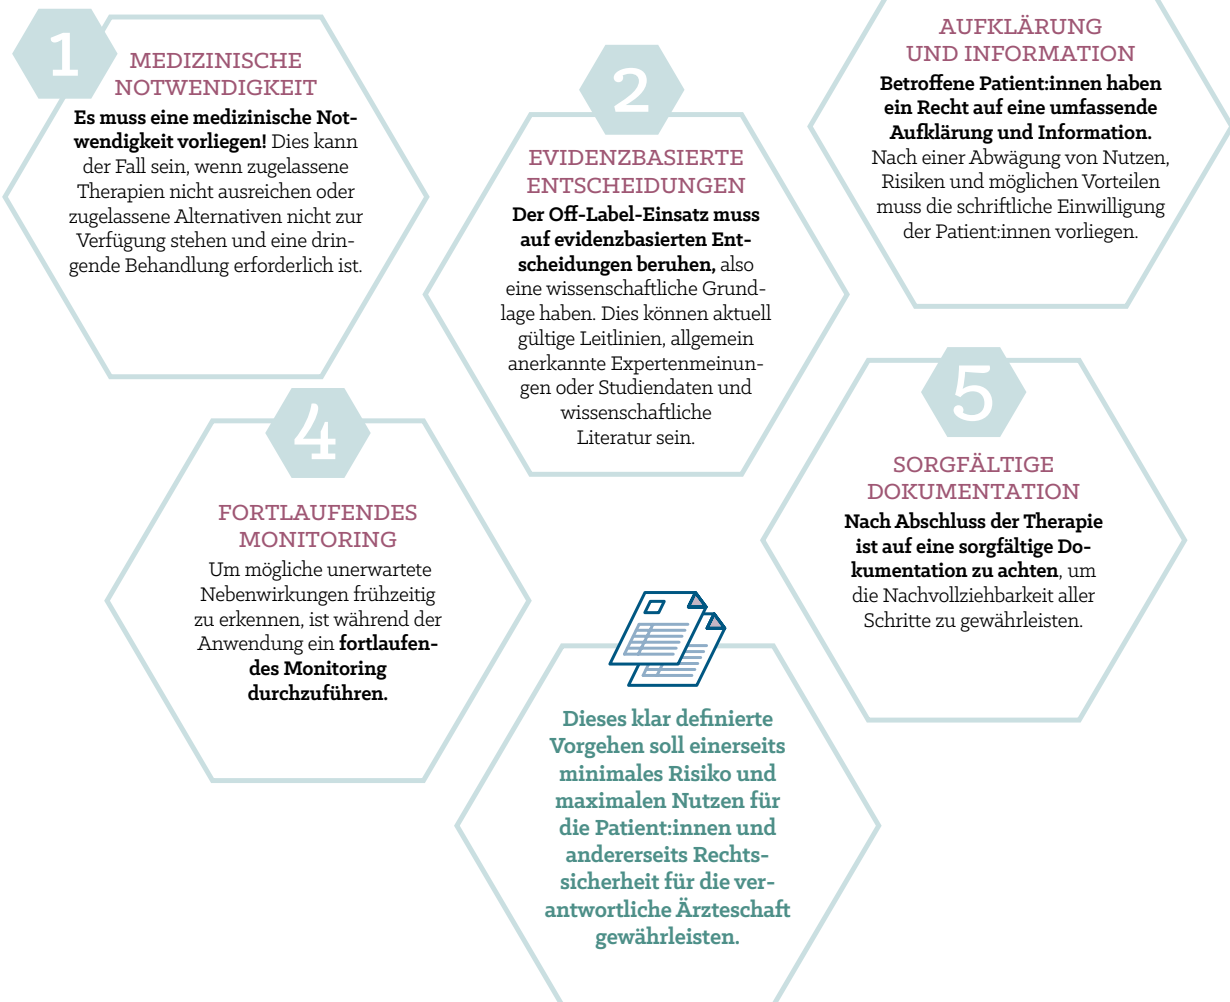 1
MEDIZINISCHE
NOTWENDIGKEIT
Es muss eine medizinische Not-
wendigkeit vorliegen! Dies kann
der Fall sein, wenn zugelassene
Therapien nicht ausreichen oder
zugelassene Alternativen nicht zur
Verfügung stehen und eine drin-
gende Behandlung erforderlich ist.
2
EVIDENZBASIERTE
ENTSCHEIDUNGEN
Der Off-Label-Einsatz muss
auf evidenzbasierten Ent-
scheidungen beruhen, also
eine wissenschaftliche Grund-
lage haben. Dies können aktuell
gültige Leitlinien, allgemein
anerkannte Expertenmeinun-
gen oder Studiendaten und
wissenschaftliche
Literatur sein.
AUFKLÄRUNG
UND INFORMATION
Betroffene Patient:innen haben
ein Recht auf eine umfassende
Aufklärung und Information.
Nach einer Abwägung von Nutzen,
Risiken und möglichen Vorteilen
muss die schriftliche Einwilligung
der Patient:innen vorliegen.
4
FORTLAUFENDES
MONITORING
Um mögliche unerwartete
Nebenwirkungen frühzeitig
zu erkennen, ist während der
Anwendung ein fortlaufen-
des Monitoring
durchzuführen.
5
SORGFÄLTIGE
DOKUMENTATION
Nach Abschluss der Therapie
ist auf eine sorgfältige Do-
kumentation zu achten, um
die Nachvollziehbarkeit aller
Schritte zu gewährleisten.
Dieses klar definierte
Vorgehen soll einerseits
minimales Risiko und
maximalen Nutzen für
die Patient:innen und
andererseits Rechts-
sicherheit für die ver-
antwortliche Ärzteschaft
gewährleisten.